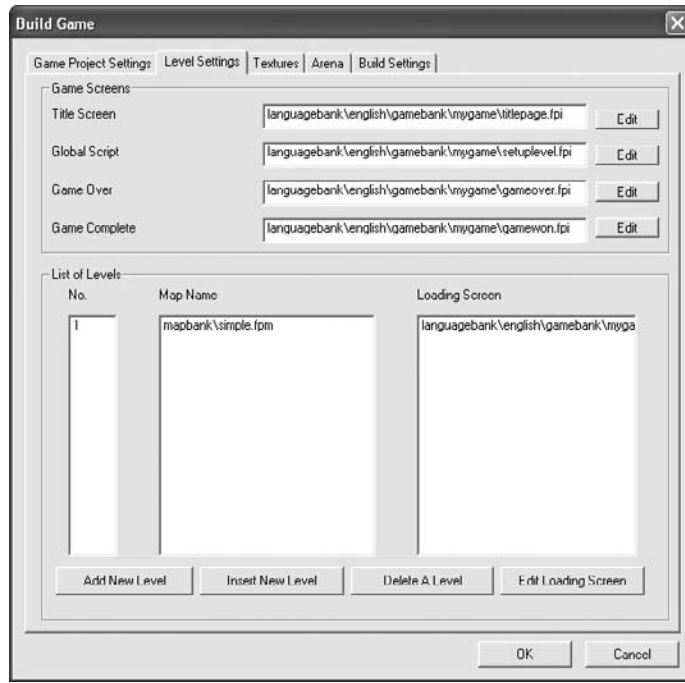 Build Game
Game Project Settings Level Settings Textures Arena Build Settings
Game Screens
Title Screen languagebank\english\gamebank\mygame\titlepage.fpi Edit
Global Script languagebank\english\gamebank\mygame\setuplevel.fpi Edit
Game Over languagebank\english\gamebank\mygame\gameover.fpi Edit
Game Complete languagebank\english\gamebank\mygame\gamewon.fpi Edit
List of Levels
No. Map Name Loading Screen
1 mapbank\simple.fpm languagebank\english\gamebank\myga
Add New Level Insert New Level Delete A Level Edit Loading Screen
OK Cancel